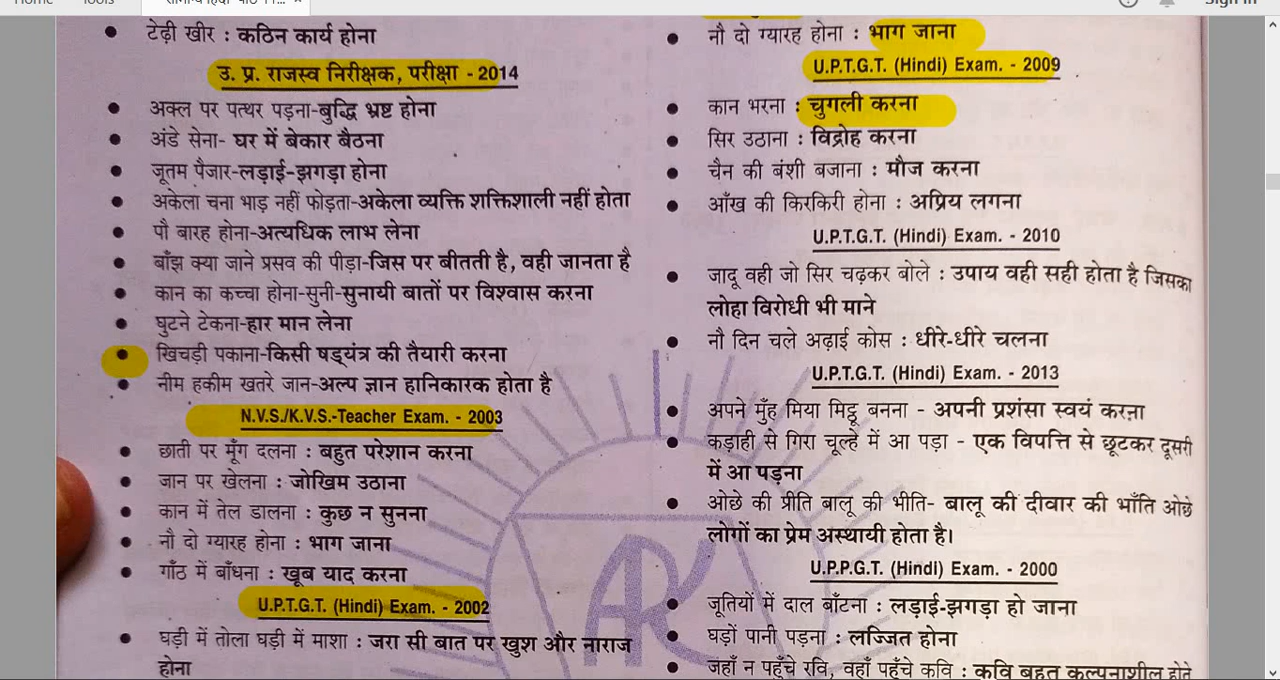 Home Tools सामान्य हिंदी पाठ Sign In
टेढ़ी खीर : कठिन कार्य होना
उ. प्र. राजस्व निरीक्षक, परीक्षा - 2014
अक्ल पर पत्थर पड़ना-बुद्धि भ्रष्ट होना
अंडे सेना- घर में बेकार बैठना
जूतम पैजार-लड़ाई-झगड़ा होना
अकेला चना भाड़ नहीं फोड़ता-अकेला व्यक्ति शक्तिशाली नहीं होता
पौ बारह होना-अत्यधिक लाभ लेना
बाँझ क्या जाने प्रसव की पीड़ा-जिस पर बीतती है, वही जानता है
कान का कच्चा होना-सुनी-सुनायी बातों पर विश्वास करना
घुटने टेकना-हार मान लेना
खिचड़ी पकाना-किसी षड्यंत्र की तैयारी करना
नीम हकीम खतरे जान-अल्प ज्ञान हानिकारक होता है
N.V.S./K.V.S.-Teacher Exam. - 2003
छाती पर मूँग दलना : बहुत परेशान करना
जान पर खेलना : जोखिम उठाना
कान में तेल डालना : कुछ न सुनना
नौ दो ग्यारह होना : भाग जाना
गाँठ में बाँधना : खूब याद करना
U.P.T.G.T. (Hindi) Exam. - 2002
घड़ी में तोला घड़ी में माशा : जरा सी बात पर खुश और नाराज
होना
नौ दो ग्यारह होना : भाग जाना
U.P.T.G.T. (Hindi) Exam. - 2009
कान भरना : चुगली करना
सिर उठाना : विद्रोह करना
चैन की बंशी बजाना : मौज करना
आँख की किरकिरी होना : अप्रिय लगना
U.P.T.G.T. (Hindi) Exam. - 2010
जादू वही जो सिर चढ़कर बोले : उपाय वही सही होता है जिसका
लोहा विरोधी भी माने
नौ दिन चले अढ़ाई कोस : धीरे-धीरे चलना
U.P.T.G.T. (Hindi) Exam. - 2013
अपने मुँह मिया मिट्ठू बनना - अपनी प्रशंसा स्वयं करना
कड़ाही से गिरा चूल्हे में आ पड़ा - एक विपत्ति से छूटकर दूसरी
में आ पड़ना
ओछे की प्रीति बालू की भीति- बालू की दीवार की भाँति ओछे
लोगों का प्रेम अस्थायी होता है।
U.P.P.G.T. (Hindi) Exam. - 2000
जूतियों में दाल बाँटना : लड़ाई-झगड़ा हो जाना
घड़ों पानी पड़ना : लज्जित होना
जहाँ न पहुँचे रवि, वहाँ पहुँचे कवि : कवि बहुत कल्पनाशील होते
AK